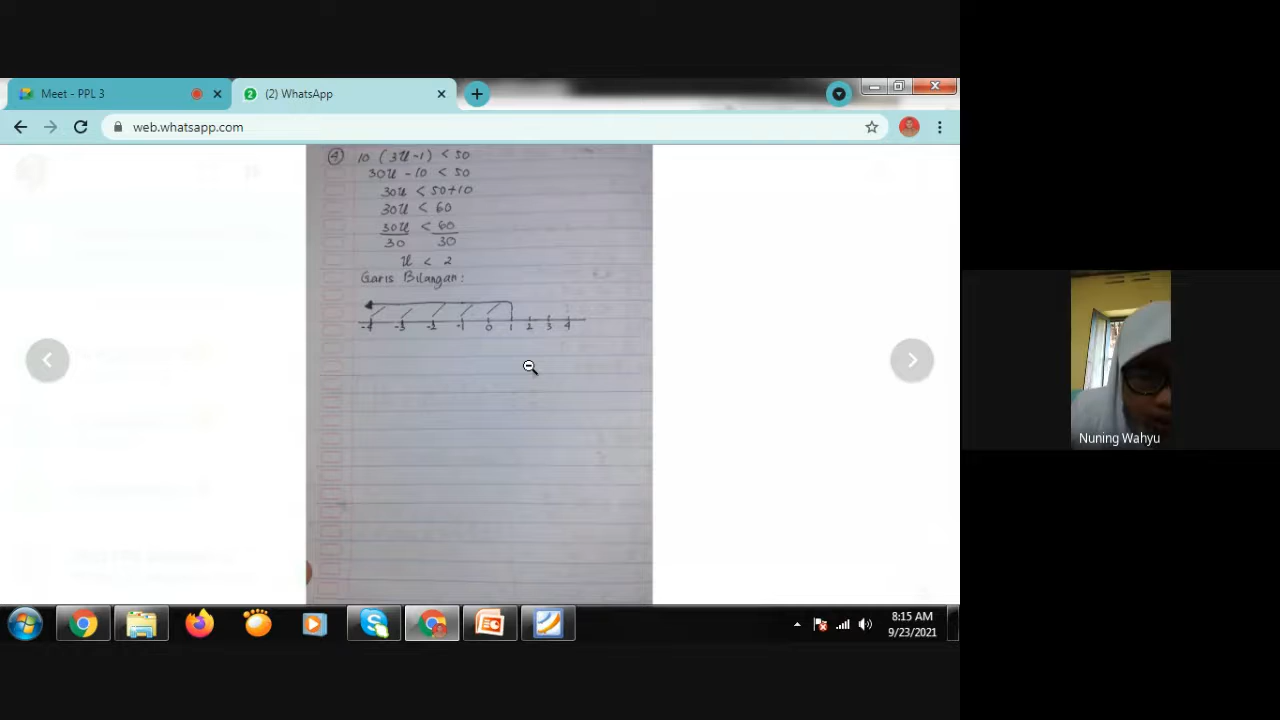 Meet - PPL 3
2
(2) WhatsApp
web.whatsapp.com
4 10 (3u-1) < 50
30u - 10 < 50
30u < 50+10
30u < 60
30u < 60
30 30
u < 2
Garis Bilangan:
-4 -3 -2 -1 0 1 2 3 4
Nuning Wahyu
8:15 AM
9/23/2021